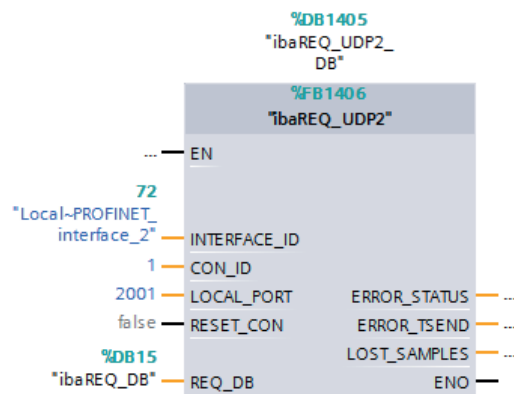 %DB1405
"ibaREQ_UDP2_
DB"
%FB1406
"ibaREQ_UDP2"
... EN
72
"Local~PROFINET_
interface_2" INTERFACE_ID
1 CON_ID
2001 LOCAL_PORT ERROR_STATUS ...
false RESET_CON ERROR_TSEND ...
%DB15 LOST_SAMPLES ...
"ibaREQ_DB" REQ_DB ENO